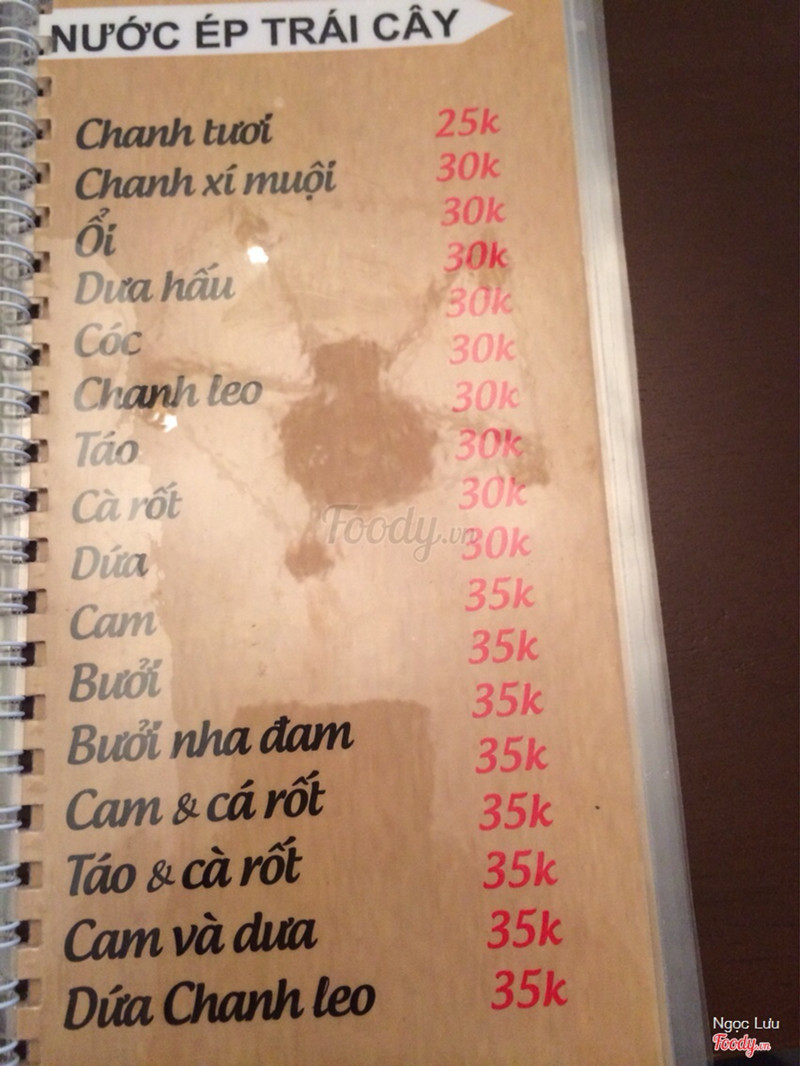 NƯỚC ÉP TRÁI CÂY
Chanh tươi
Chanh xí muội
Ổi
Dưa hấu
Cóc
Chanh leo
Táo
Cà rốt
Dứa
Cam
Bưởi
Bưởi nha đam
Cam & cá rốt
Táo & cà rốt
Cam và dưa
Dứa Chanh leo
25k
30k
30k
30k
30k
30k
30k
30k
30k
30k
35k
35k
35k
35k
35k
35k
35k
35k
Foody.vn
Ngọc Lưu
Foody.vn